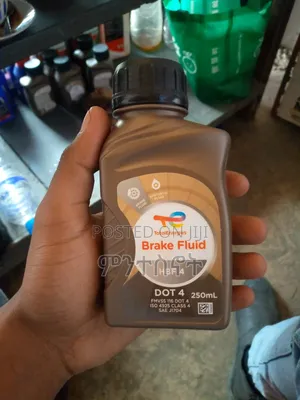 TotalEnergies
Brake Fluid
HBF 4
DOT 4
250mL
FMVSS 116 DOT 4
ISO 4925 CLASS 4
SAE J1704
POSTED ON JIJI